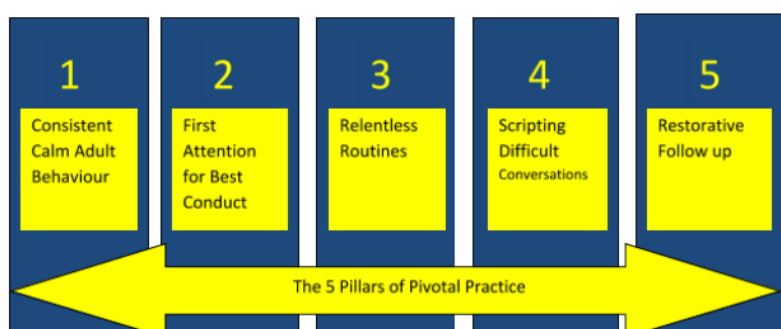 1
Consistent
Calm Adult
Behaviour
2
First
Attention
for Best
Conduct
3
Relentless
Routines
4
Scripting
Difficult
Conversations
5
Restorative
Follow up
The 5 Pillars of Pivotal Practice